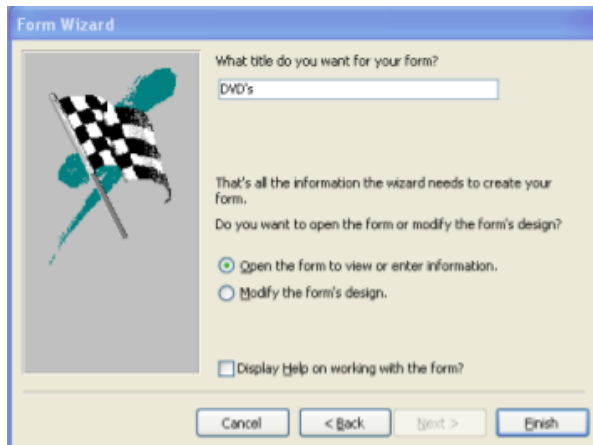 Form Wizard
What title do you want for your form?
DVD's
That's all the information the wizard needs to create your
form.
Do you want to open the form or modify the form's design?
Open the form to view or enter information.
Modify the form's design.
Display Help on working with the form?
Cancel
< Back
Next >
Finish